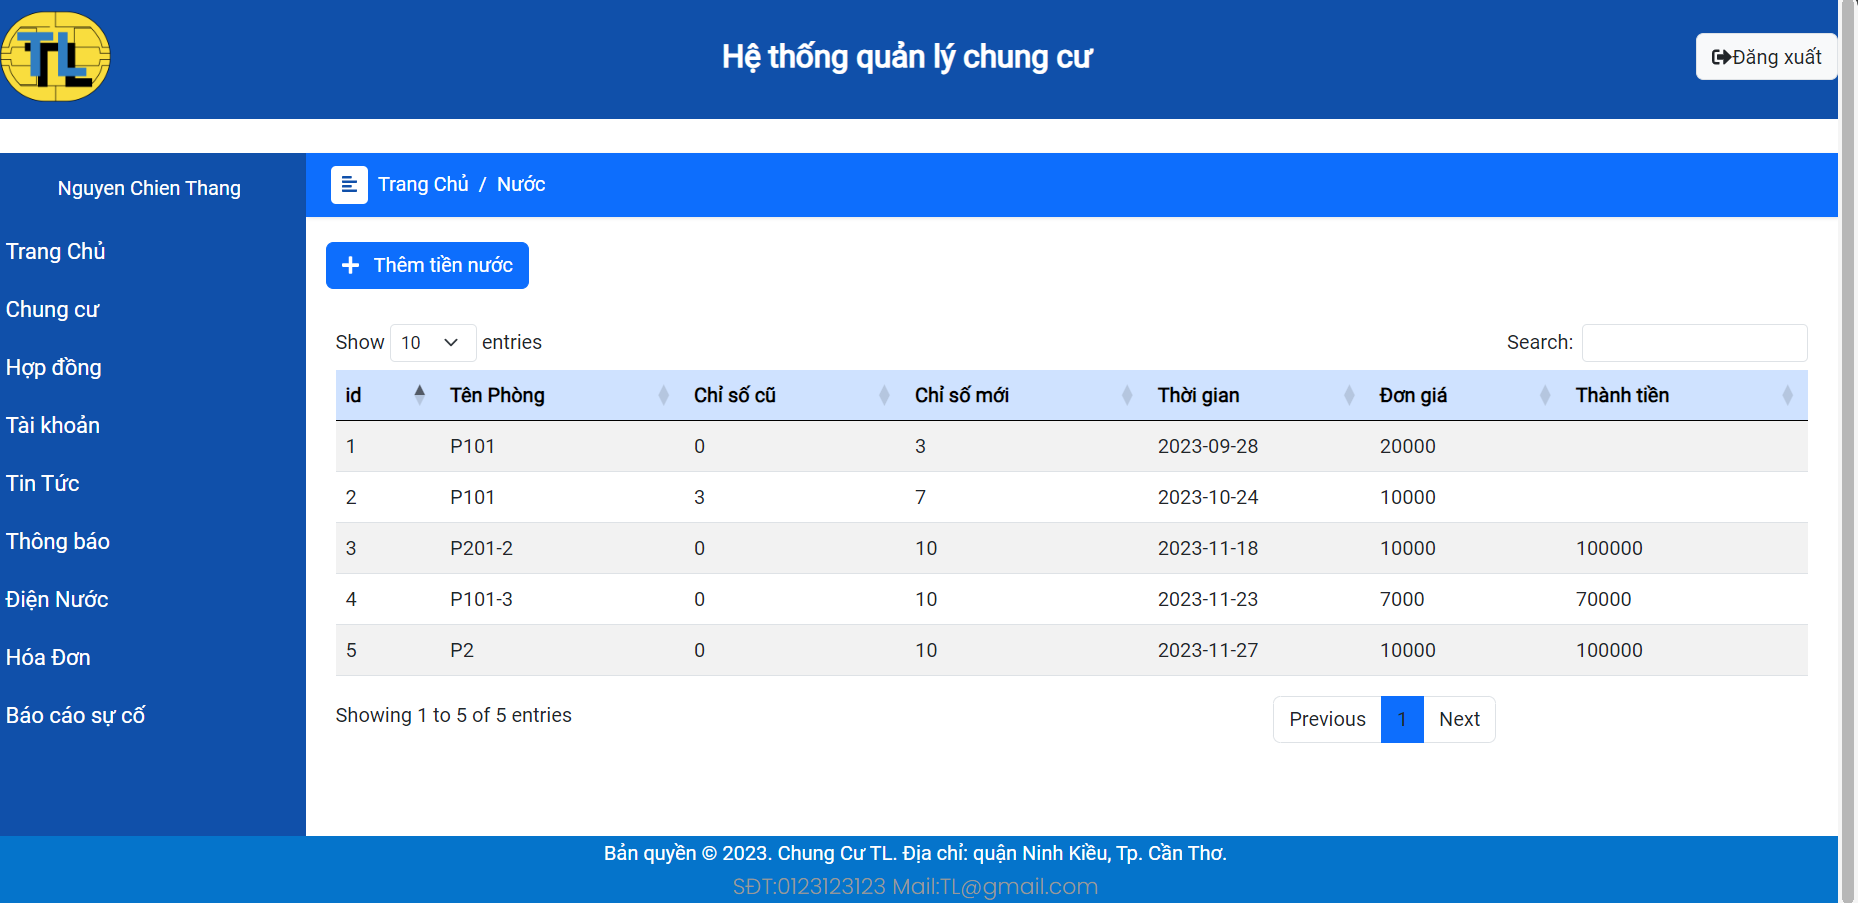 TL
Hệ thống quản lý chung cư
Đăng xuất
Nguyen Chien Thang
Trang Chủ
Chung cư
Hợp đồng
Tài khoản
Tin Tức
Thông báo
Điện Nước
Hóa Đơn
Báo cáo sự cố
Trang Chủ / Nước
Thêm tiền nước
Show 10 entries
Search:
id Tên Phòng Chỉ số cũ Chỉ số mới Thời gian Đơn giá Thành tiền
1 P101 0 3 2023-09-28 20000
2 P101 3 7 2023-10-24 10000
3 P201-2 0 10 2023-11-18 10000 100000
4 P101-3 0 10 2023-11-23 7000 70000
5 P2 0 10 2023-11-27 10000 100000
Showing 1 to 5 of 5 entries
Previous 1 Next
Bản quyền © 2023. Chung Cư TL. Địa chỉ: quận Ninh Kiều, Tp. Cần Thơ.
SĐT:0123123123 Mail:TL@gmail.com